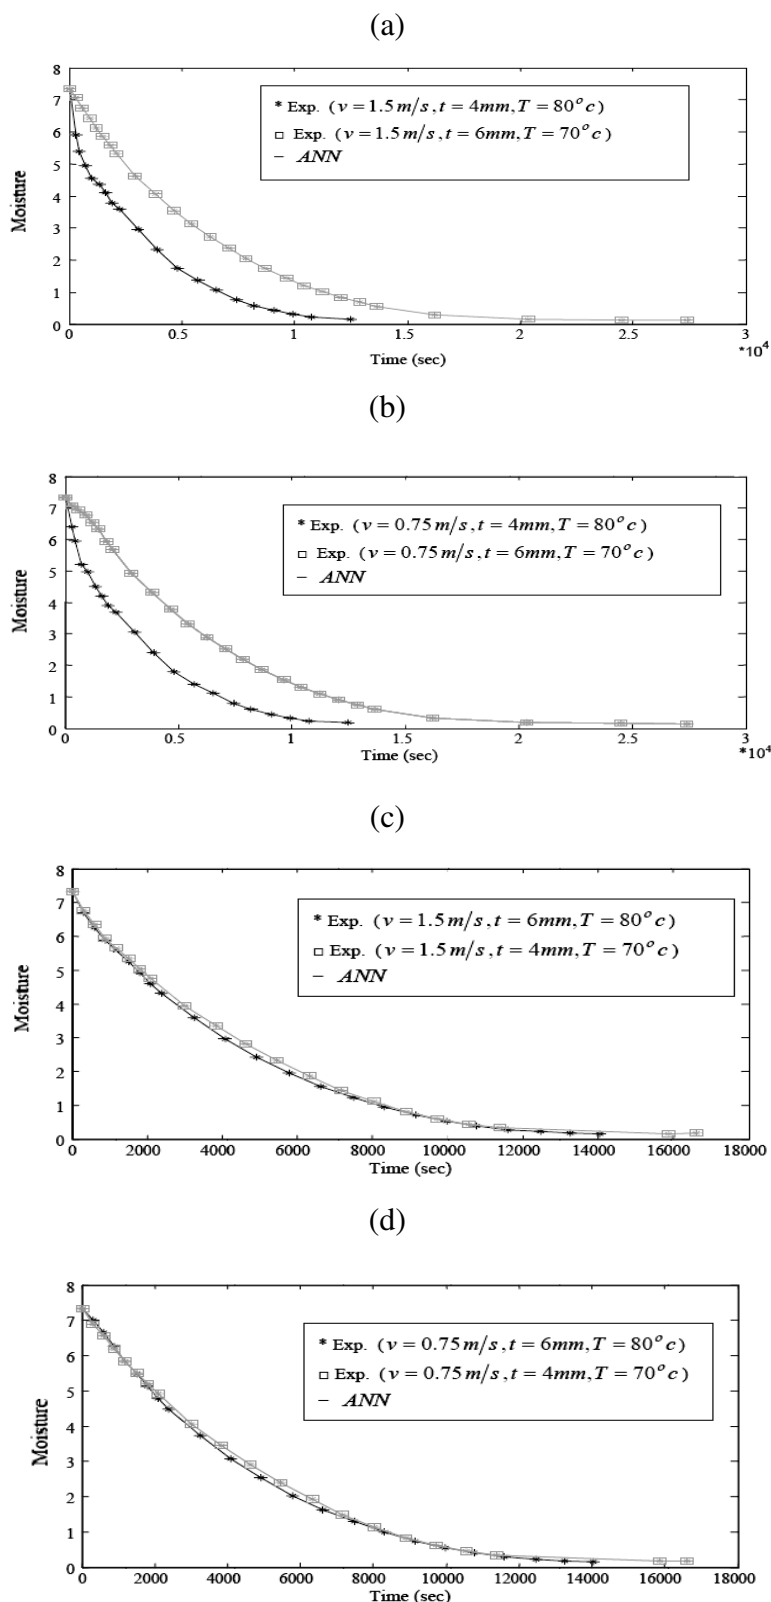 (a)
8
7
6
5
4
3
2
1
0
Moisture
* Exp. (v = 1.5 m/s, t = 4mm, T = 80°c)
□ Exp. (v = 1.5 m/s, t = 6mm, T = 70°c)
– ANN
0 0.5 1 1.5 2 2.5 3
*10⁴
Time (sec)
(b)
8
7
6
5
4
3
2
1
0
Moisture
* Exp. (v = 0.75 m/s, t = 4mm, T = 80°c)
□ Exp. (v = 0.75 m/s, t = 6mm, T = 70°c)
– ANN
0 0.5 1 1.5 2 2.5 3
*10⁴
Time (sec)
(c)
8
7
6
5
4
3
2
1
0
Moisture
* Exp. (v = 1.5 m/s, t = 6mm, T = 80°c)
□ Exp. (v = 1.5 m/s, t = 4mm, T = 70°c)
– ANN
0 2000 4000 6000 8000 10000 12000 14000 16000 18000
Time (sec)
(d)
8
7
6
5
4
3
2
1
0
Moisture
* Exp. (v = 0.75 m/s, t = 6mm, T = 80°c)
□ Exp. (v = 0.75 m/s, t = 4mm, T = 70°c)
– ANN
0 2000 4000 6000 8000 10000 12000 14000 16000 18000
Time (sec)